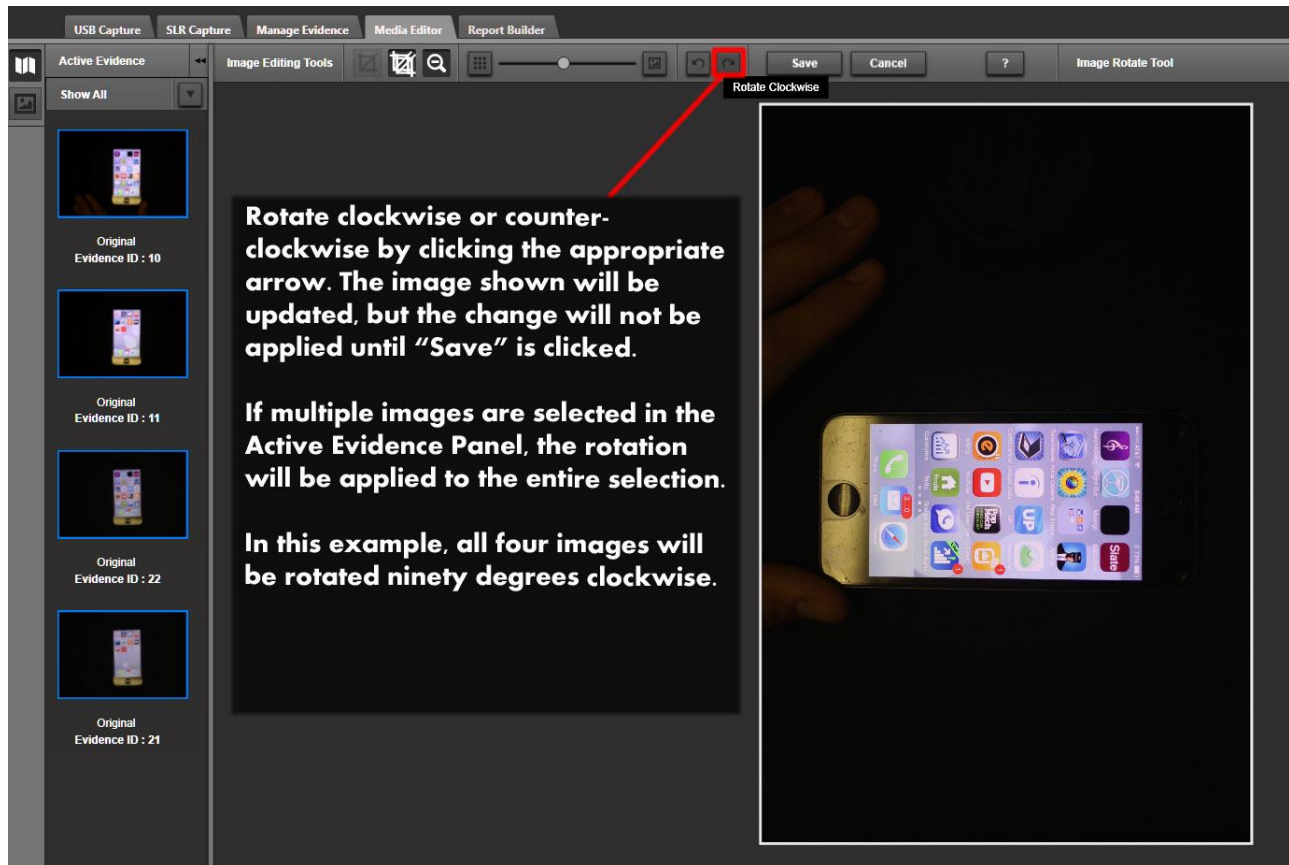 USB Capture SLR Capture Manage Evidence Media Editor Report Builder
Active Evidence Image Editing Tools Save Cancel ? Image Rotate Tool
Show All
Rotate Clockwise
Original
Evidence ID : 10
Original
Evidence ID : 11
Original
Evidence ID : 22
Original
Evidence ID : 21
Rotate clockwise or counter-
clockwise by clicking the appropriate
arrow. The image shown will be
updated, but the change will not be
applied until “Save” is clicked.
If multiple images are selected in the
Active Evidence Panel, the rotation
will be applied to the entire selection.
In this example, all four images will
be rotated ninety degrees clockwise.
Slate
UP